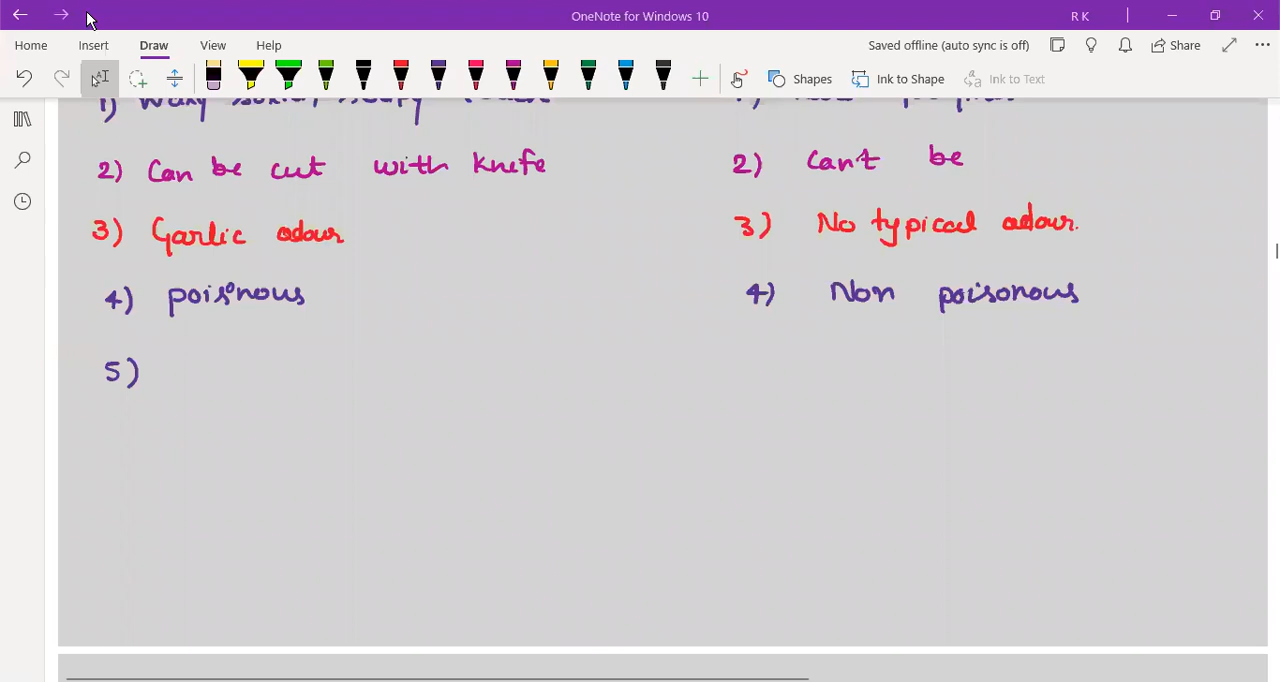 OneNote for Windows 10
R K
Home Insert Draw View Help
Saved offline (auto sync is off)
Share
Shapes
Ink to Shape
Ink to Text
1)
2) Can be cut with knife
2) Can't be
3) Garlic odour
3) No typical odour.
4) poisnous
4) Non poisonous
5)